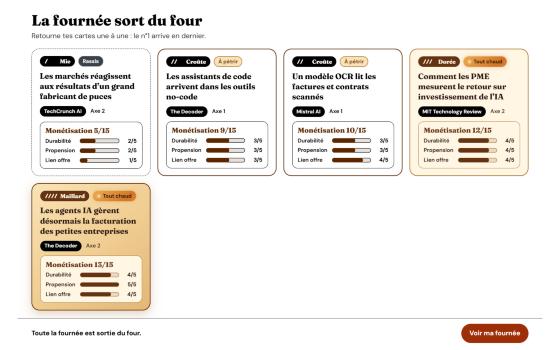 La fournée sort du four
Retourne tes cartes une à une : le n°1 arrive en dernier.
/ Mie Rassis
Les marchés réagissent
aux résultats d'un grand
fabricant de puces
TechCrunch AI Axe 2
Monétisation 5/15
Durabilité 2/5
Propension 2/5
Lien offre 1/5
// Croûte À pétrir
Les assistants de code
arrivent dans les outils
no-code
The Decoder Axe 1
Monétisation 9/15
Durabilité 3/5
Propension 3/5
Lien offre 3/5
// Croûte À pétrir
Un modèle OCR lit les
factures et contrats
scannés
Mistral AI Axe 1
Monétisation 10/15
Durabilité 3/5
Propension 3/5
Lien offre 4/5
/// Dorée Tout chaud
Comment les PME
mesurent le retour sur
investissement de l'IA
MIT Technology Review Axe 2
Monétisation 12/15
Durabilité 4/5
Propension 4/5
Lien offre 4/5
//// Maillard Tout chaud
Les agents IA gèrent
désormais la facturation
des petites entreprises
The Decoder Axe 2
Monétisation 13/15
Durabilité 4/5
Propension 5/5
Lien offre 4/5
Toute la fournée est sortie du four.
Voir ma fournée